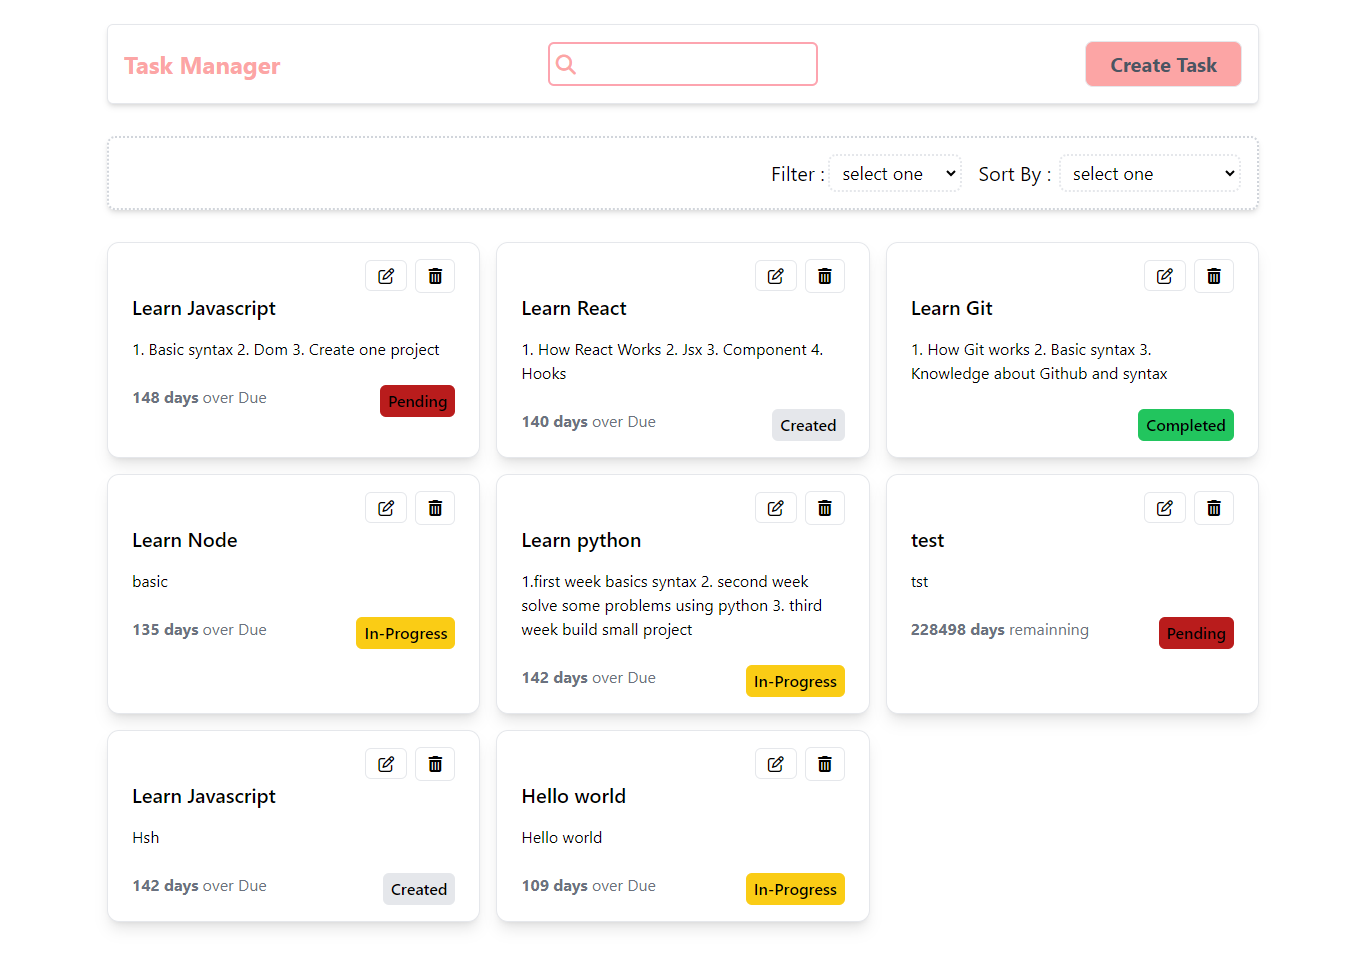 Task Manager
Create Task
Filter : select one Sort By : select one
Learn Javascript
1. Basic syntax 2. Dom 3. Create one project
148 days over Due
Pending
Learn React
1. How React Works 2. Jsx 3. Component 4.
Hooks
140 days over Due
Created
Learn Git
1. How Git works 2. Basic syntax 3.
Knowledge about Github and syntax
Completed
Learn Node
basic
135 days over Due
In-Progress
Learn python
1.first week basics syntax 2. second week
solve some problems using python 3. third
week build small project
142 days over Due
In-Progress
test
tst
228498 days remainning
Pending
Learn Javascript
Hsh
142 days over Due
Created
Hello world
Hello world
109 days over Due
In-Progress